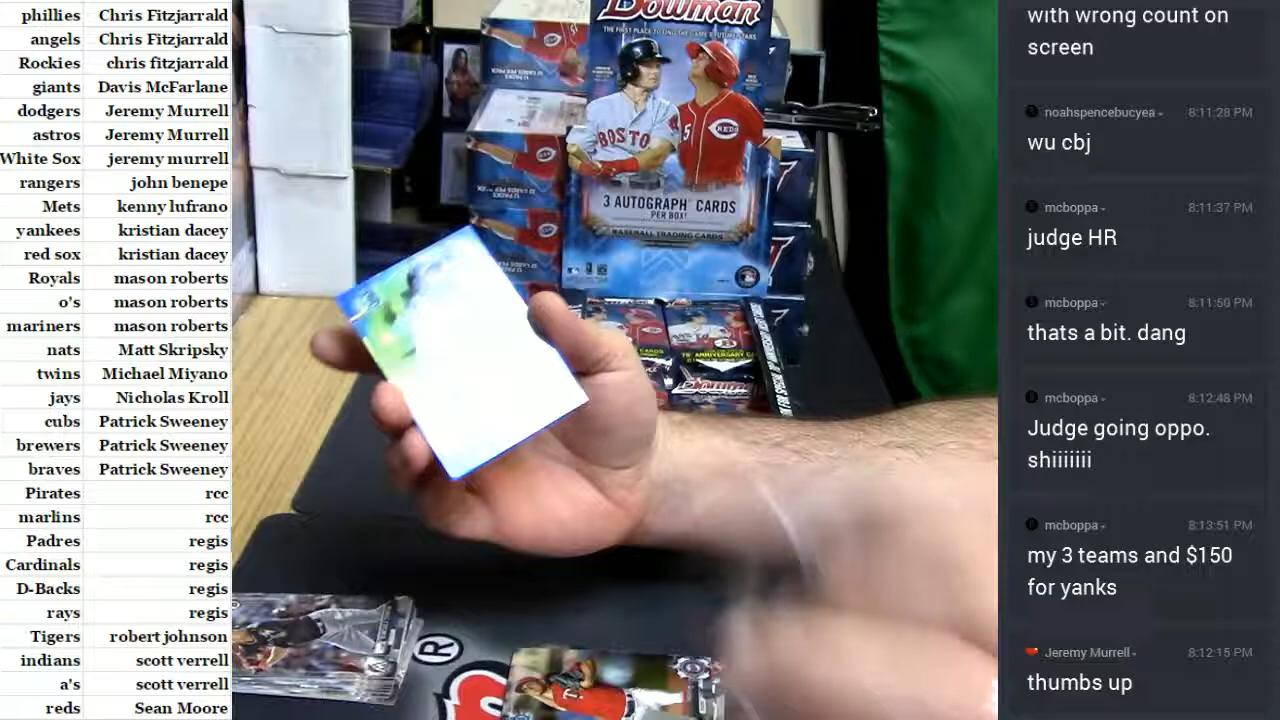 phillies Chris Fitzjarrald
angels Chris Fitzjarrald
Rockies chris fitzjarrald
giants Davis McFarlane
dodgers Jeremy Murrell
astros Jeremy Murrell
White Sox jeremy murrell
rangers john benepe
Mets kenny lufrano
yankees kristian dacey
red sox kristian dacey
Royals mason roberts
o's mason roberts
mariners mason roberts
nats Matt Skripsky
twins Michael Miyano
jays Nicholas Kroll
cubs Patrick Sweeney
brewers Patrick Sweeney
braves Patrick Sweeney
Pirates rcc
marlins rcc
Padres regis
Cardinals regis
D-Backs regis
rays regis
Tigers robert johnson
indians scott verrell
a's scott verrell
reds Sean Moore
Bowman
BOSTON
REDS
3 AUTOGRAPH CARDS
PER BOX!
BASEBALL TRADING CARDS
Bowman
®
with wrong count on
screen
noahspencebucyea 8:11:28 PM
wu cbj
mcboppa 8:11:37 PM
judge HR
mcboppa 8:11:50 PM
thats a bit. dang
mcboppa 8:12:48 PM
Judge going oppo.
shiiiiiii
mcboppa 8:13:51 PM
my 3 teams and $150
for yanks
Jeremy Murrell 8:12:15 PM
thumbs up